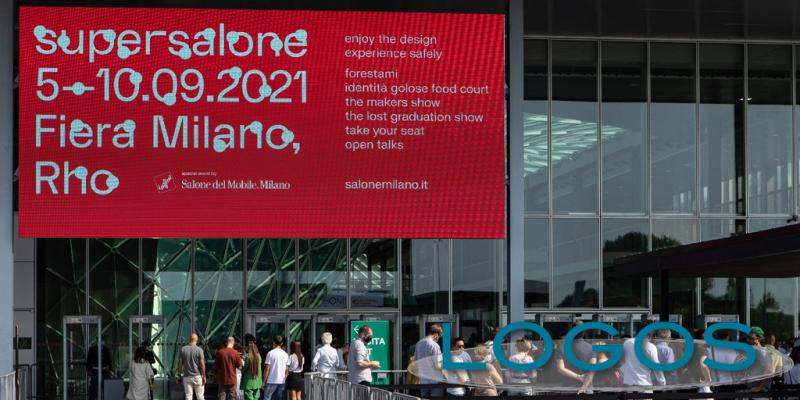 supersalone
5–10.09.2021
Fiera Milano,
Rho
special event by
Salone del Mobile.Milano
enjoy the design
experience safely
forestami
identità golose food court
the makers show
the lost graduation show
take your seat
open talks
salonemilano.it
LOGOS